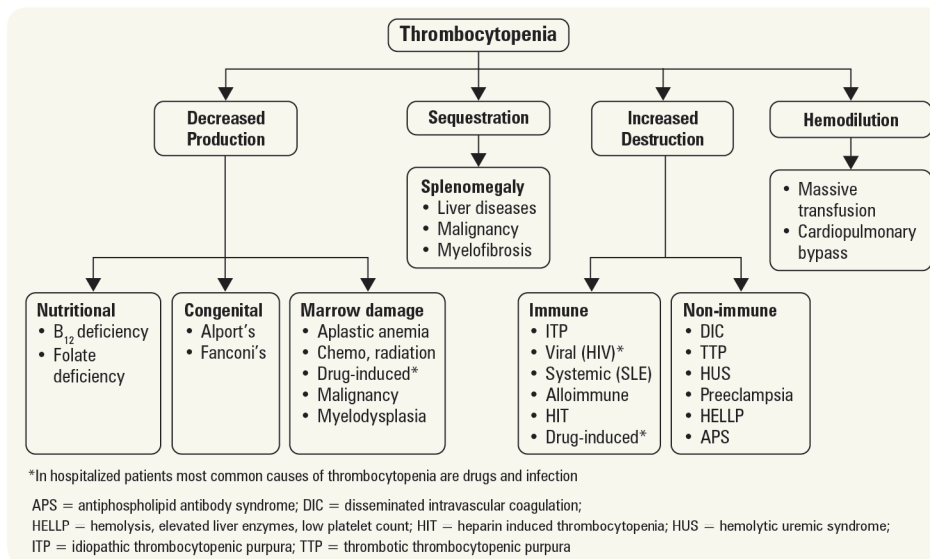 Thrombocytopenia
Decreased
Production
Sequestration
Increased
Destruction
Hemodilution
Splenomegaly
• Liver diseases
• Malignancy
• Myelofibrosis
• Massive
transfusion
• Cardiopulmonary
bypass
Nutritional
• B12 deficiency
• Folate
deficiency
Congenital
• Alport's
• Fanconi's
Marrow damage
• Aplastic anemia
• Chemo, radiation
• Drug-induced*
• Malignancy
• Myelodysplasia
Immune
• ITP
• Viral (HIV)*
• Systemic (SLE)
• Alloimmune
• HIT
• Drug-induced*
Non-immune
• DIC
• TTP
• HUS
• Preeclampsia
• HELLP
• APS
*In hospitalized patients most common causes of thrombocytopenia are drugs and infection
APS = antiphospholipid antibody syndrome; DIC = disseminated intravascular coagulation;
HELLP = hemolysis, elevated liver enzymes, low platelet count; HIT = heparin induced thrombocytopenia; HUS = hemolytic uremic syndrome;
ITP = idiopathic thrombocytopenic purpura; TTP = thrombotic thrombocytopenic purpura